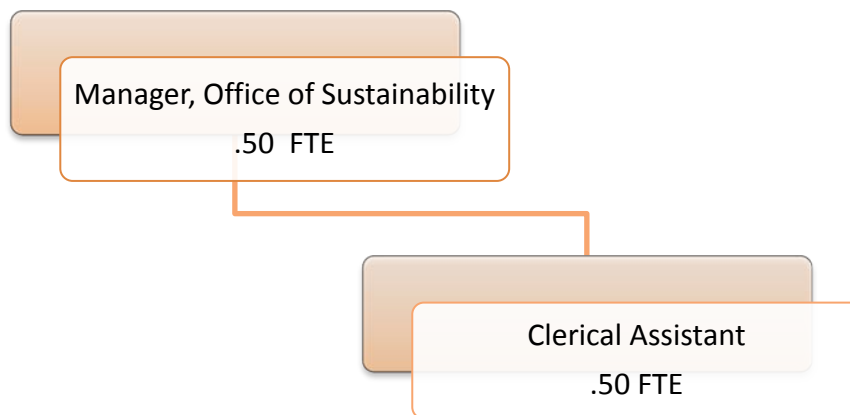 Manager, Office of Sustainability
.50 FTE
Clerical Assistant
.50 FTE